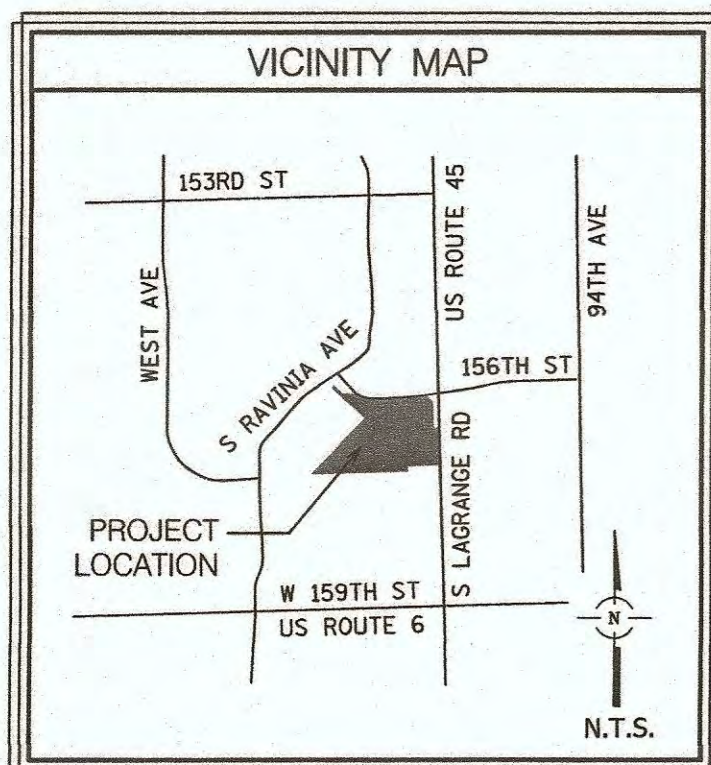 VICINITY MAP
153RD ST
US ROUTE 45
94TH AVE
WEST AVE
S RAVINIA AVE
156TH ST
S LAGRANGE RD
PROJECT
LOCATION
W 159TH ST
US ROUTE 6
N
N.T.S.